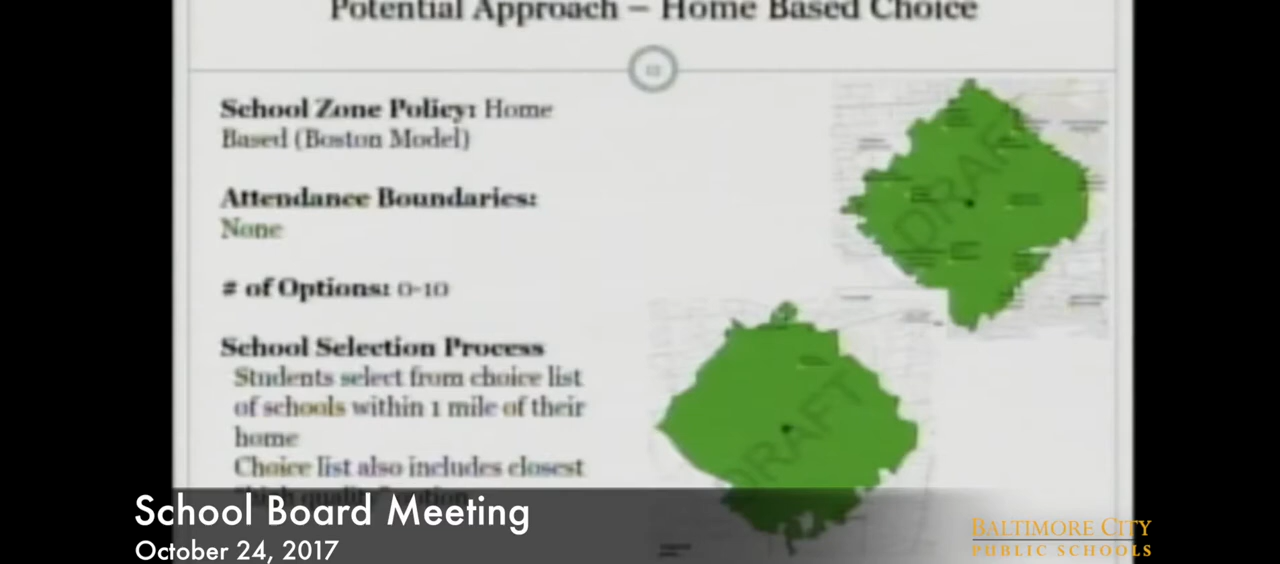 Potential Approach – Home Based Choice
School Zone Policy: Home
Based (Boston Model)
Attendance Boundaries:
None
# of Options: 0-10
School Selection Process
Students select from choice list
of schools within 1 mile of their
home
Choice list also includes closest
DRAFT
DRAFT
School Board Meeting
October 24, 2017
BALTIMORE CITY
PUBLIC SCHOOLS